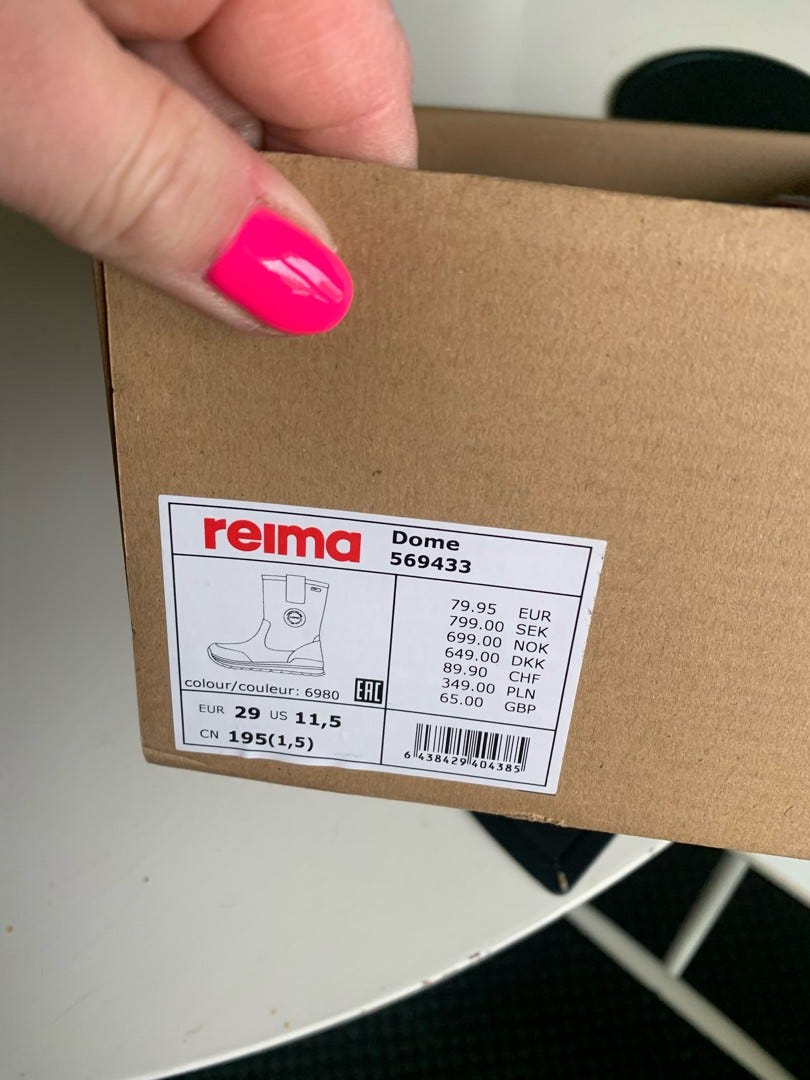 reima
Dome
569433
79.95 EUR
799.00 SEK
699.00 NOK
649.00 DKK
89.90 CHF
349.00 PLN
65.00 GBP
colour/couleur: 6980 EAC
EUR 29 US 11,5
CN 195(1,5)
6 438429 404385